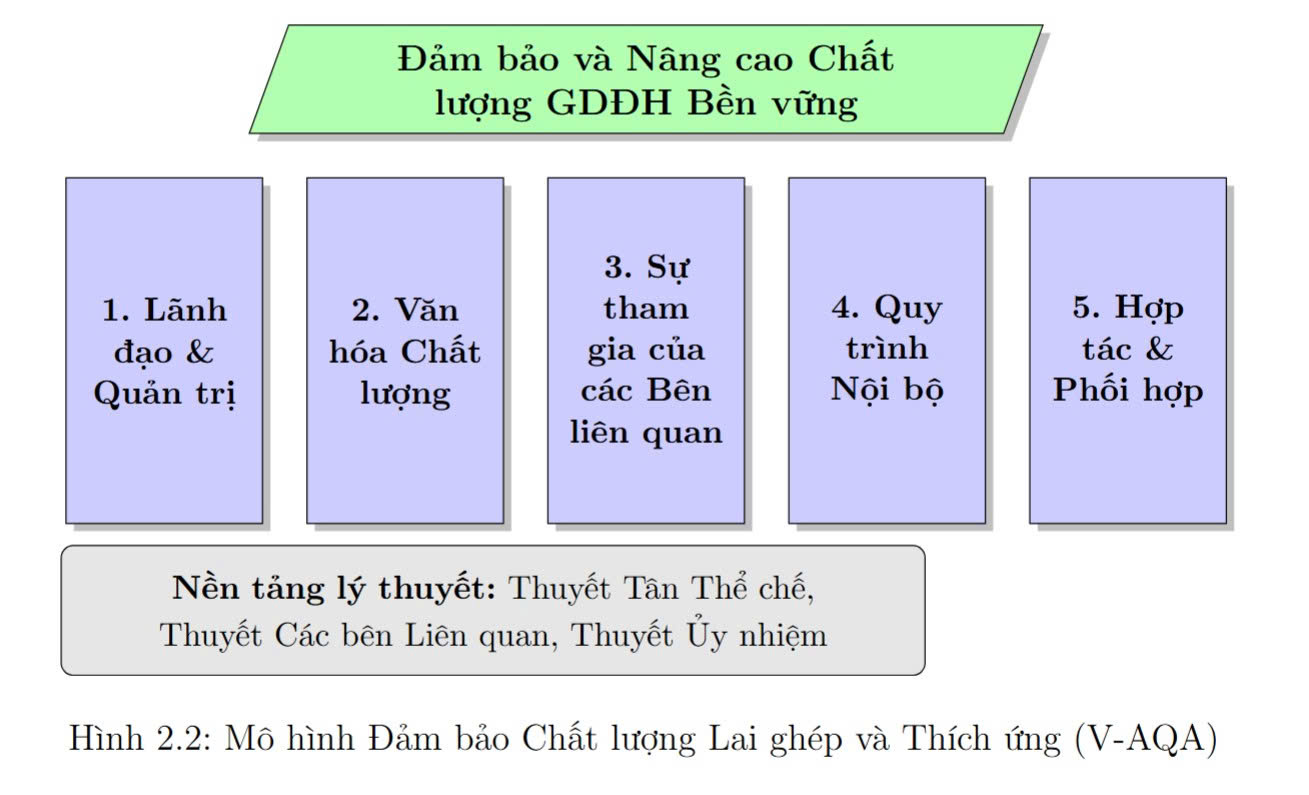 Đảm bảo và Nâng cao Chất
lượng GDĐH Bền vững
1. Lãnh
đạo &
Quản trị
2. Văn
hóa Chất
lượng
3. Sự
tham
gia của
các Bên
liên quan
4. Quy
trình
Nội bộ
5. Hợp
tác &
Phối hợp
Nền tảng lý thuyết: Thuyết Tân Thể chế,
Thuyết Các bên Liên quan, Thuyết Ủy nhiệm
Hình 2.2: Mô hình Đảm bảo Chất lượng Lai ghép và Thích ứng (V-AQA)